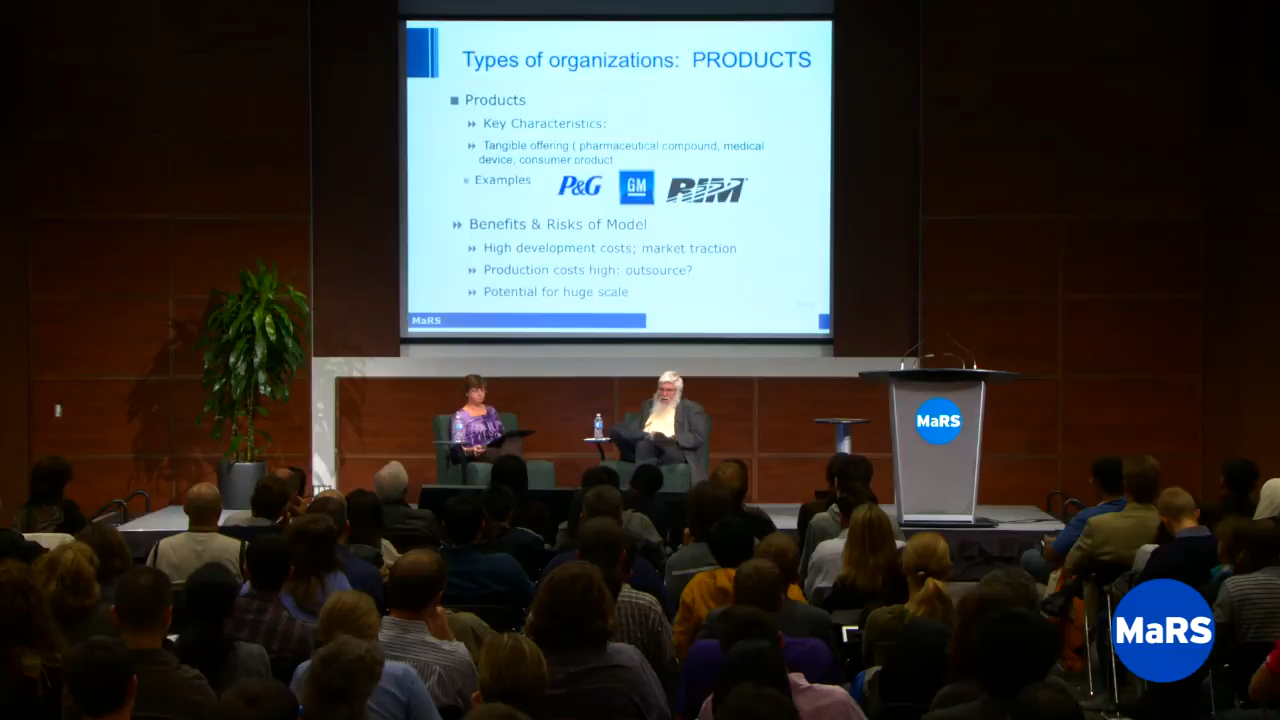 Types of organizations: PRODUCTS
Products
Key Characteristics:
Tangible offering ( pharmaceutical compound, medical
device, consumer product
Examples
P&G GM RIM
Benefits & Risks of Model
High development costs; market traction
Production costs high: outsource?
Potential for huge scale
MaRS
MaRS
MaRS